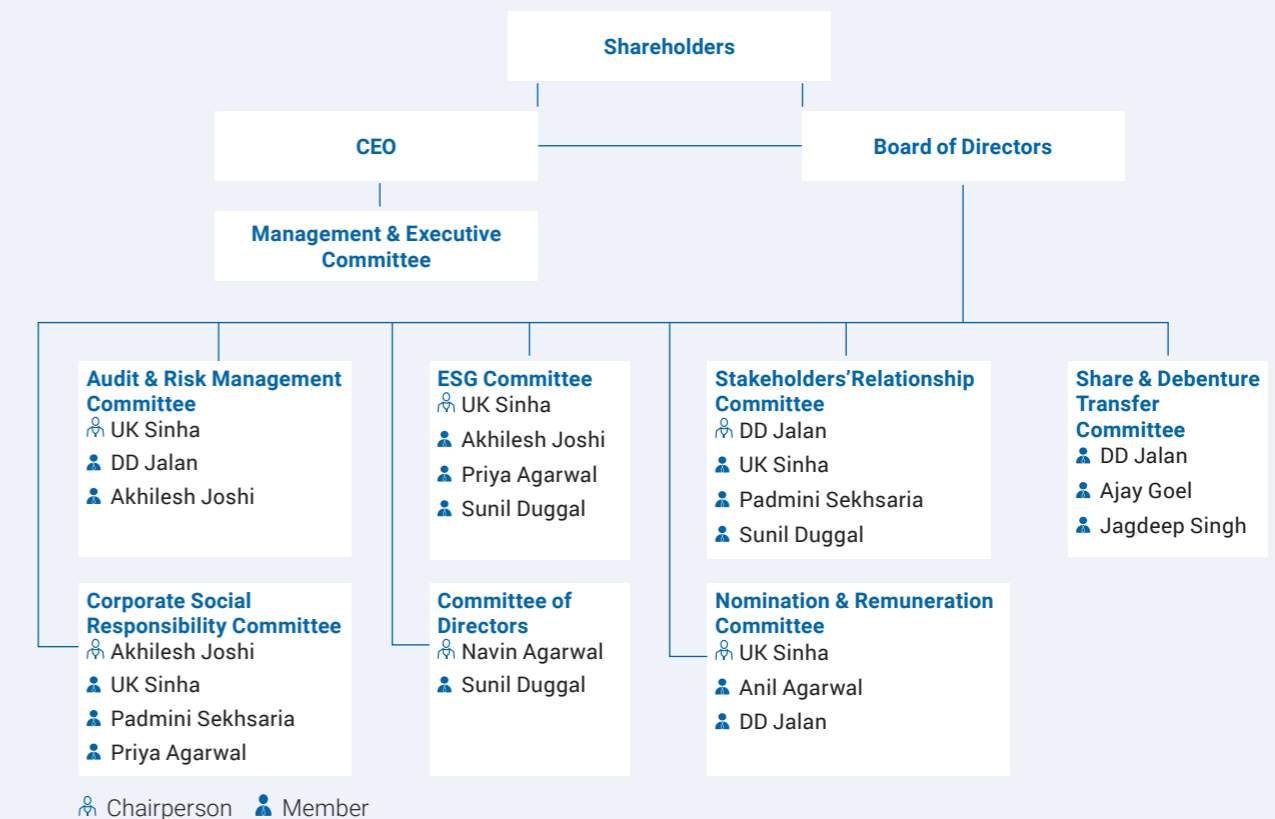 Shareholders
CEO
Board of Directors
Management & Executive
Committee
Audit & Risk Management
Committee
UK Sinha
DD Jalan
Akhilesh Joshi
ESG Committee
UK Sinha
Akhilesh Joshi
Priya Agarwal
Sunil Duggal
Stakeholders'Relationship
Committee
DD Jalan
UK Sinha
Padmini Sekhsaria
Sunil Duggal
Share & Debenture
Transfer
Committee
DD Jalan
Ajay Goel
Jagdeep Singh
Corporate Social
Responsibility Committee
Akhilesh Joshi
UK Sinha
Padmini Sekhsaria
Priya Agarwal
Committee of
Directors
Navin Agarwal
Sunil Duggal
Nomination & Remuneration
Committee
UK Sinha
Anil Agarwal
DD Jalan
Chairperson Member